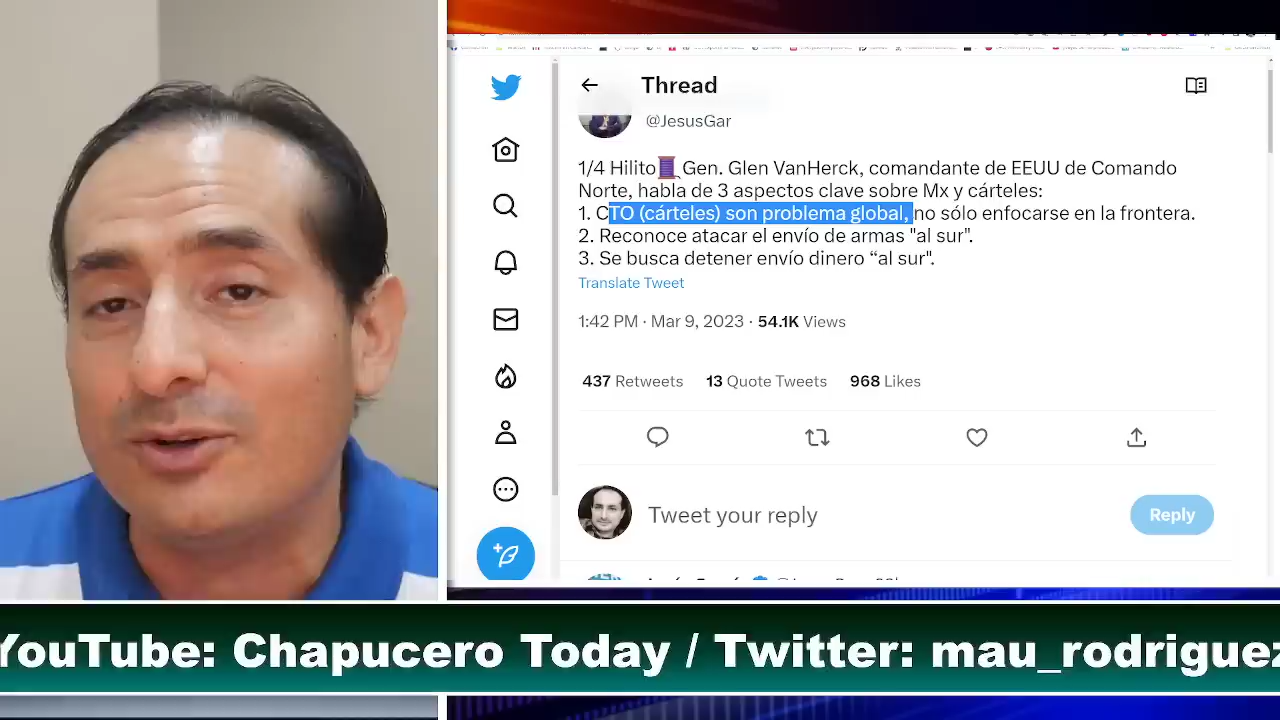 Thread
@JesusGar
1/4 Hilito🧵Gen. Glen VanHerck, comandante de EEUU de Comando
Norte, habla de 3 aspectos clave sobre Mx y cárteles:
1. CTO (cárteles) son problema global, no sólo enfocarse en la frontera.
2. Reconoce atacar el envío de armas "al sur".
3. Se busca detener envío dinero “al sur".
Translate Tweet
1:42 PM · Mar 9, 2023 · 54.1K Views
437 Retweets 13 Quote Tweets 968 Likes
Tweet your reply
Reply
YouTube: Chapucero Today / Twitter: mau_rodriguez